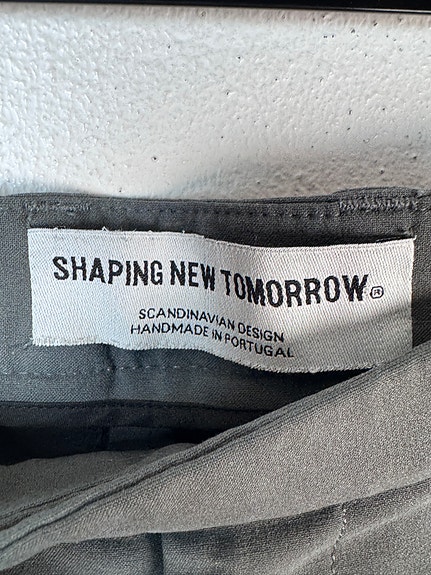 SHAPING NEW TOMORROW®
SCANDINAVIAN DESIGN
HANDMADE IN PORTUGAL